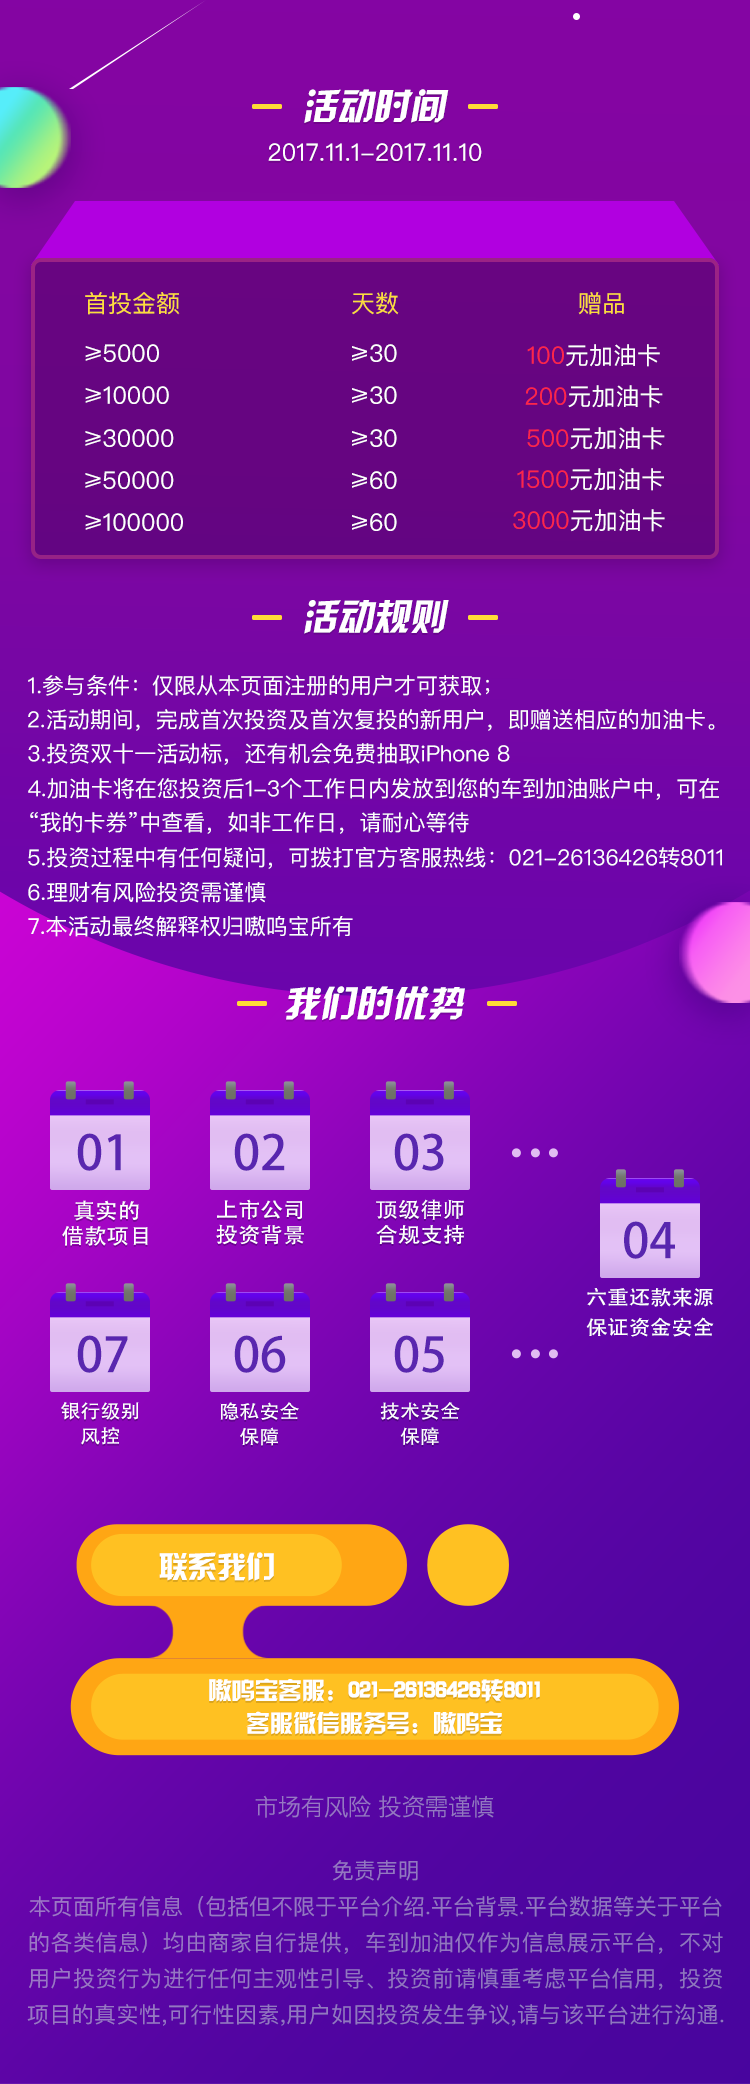 活动时间
2017.11.1-2017.11.10
首投金额 天数 赠品
≥5000 ≥30 100元加油卡
≥10000 ≥30 200元加油卡
≥30000 ≥30 500元加油卡
≥50000 ≥60 1500元加油卡
≥100000 ≥60 3000元加油卡
活动规则
1.参与条件：仅限从本页面注册的用户才可获取；
2.活动期间，完成首次投资及首次复投的新用户，即赠送相应的加油卡。
3.投资双十一活动标，还有机会免费抽取iPhone 8
4.加油卡将在您投资后1-3个工作日内发放到您的车到加油账户中，可在
“我的卡券”中查看，如非工作日，请耐心等待
5.投资过程中有任何疑问，可拨打官方客服热线：021-26136426转8011
6.理财有风险投资需谨慎
7.本活动最终解释权归嗷呜宝所有
我们的优势
01
真实的
借款项目
02
上市公司
投资背景
03
顶级律师
合规支持
04
六重还款来源
保证资金安全
07
银行级别
风控
06
隐私安全
保障
05
技术安全
保障
联系我们
嗷呜宝客服：021-26136426转8011
客服微信服务号：嗷呜宝
市场有风险 投资需谨慎
免责声明
本页面所有信息（包括但不限于平台介绍.平台背景.平台数据等关于平台
的各类信息）均由商家自行提供，车到加油仅作为信息展示平台，不对
用户投资行为进行任何主观性引导、投资前请慎重考虑平台信用，投资
项目的真实性,可行性因素,用户如因投资发生争议,请与该平台进行沟通.